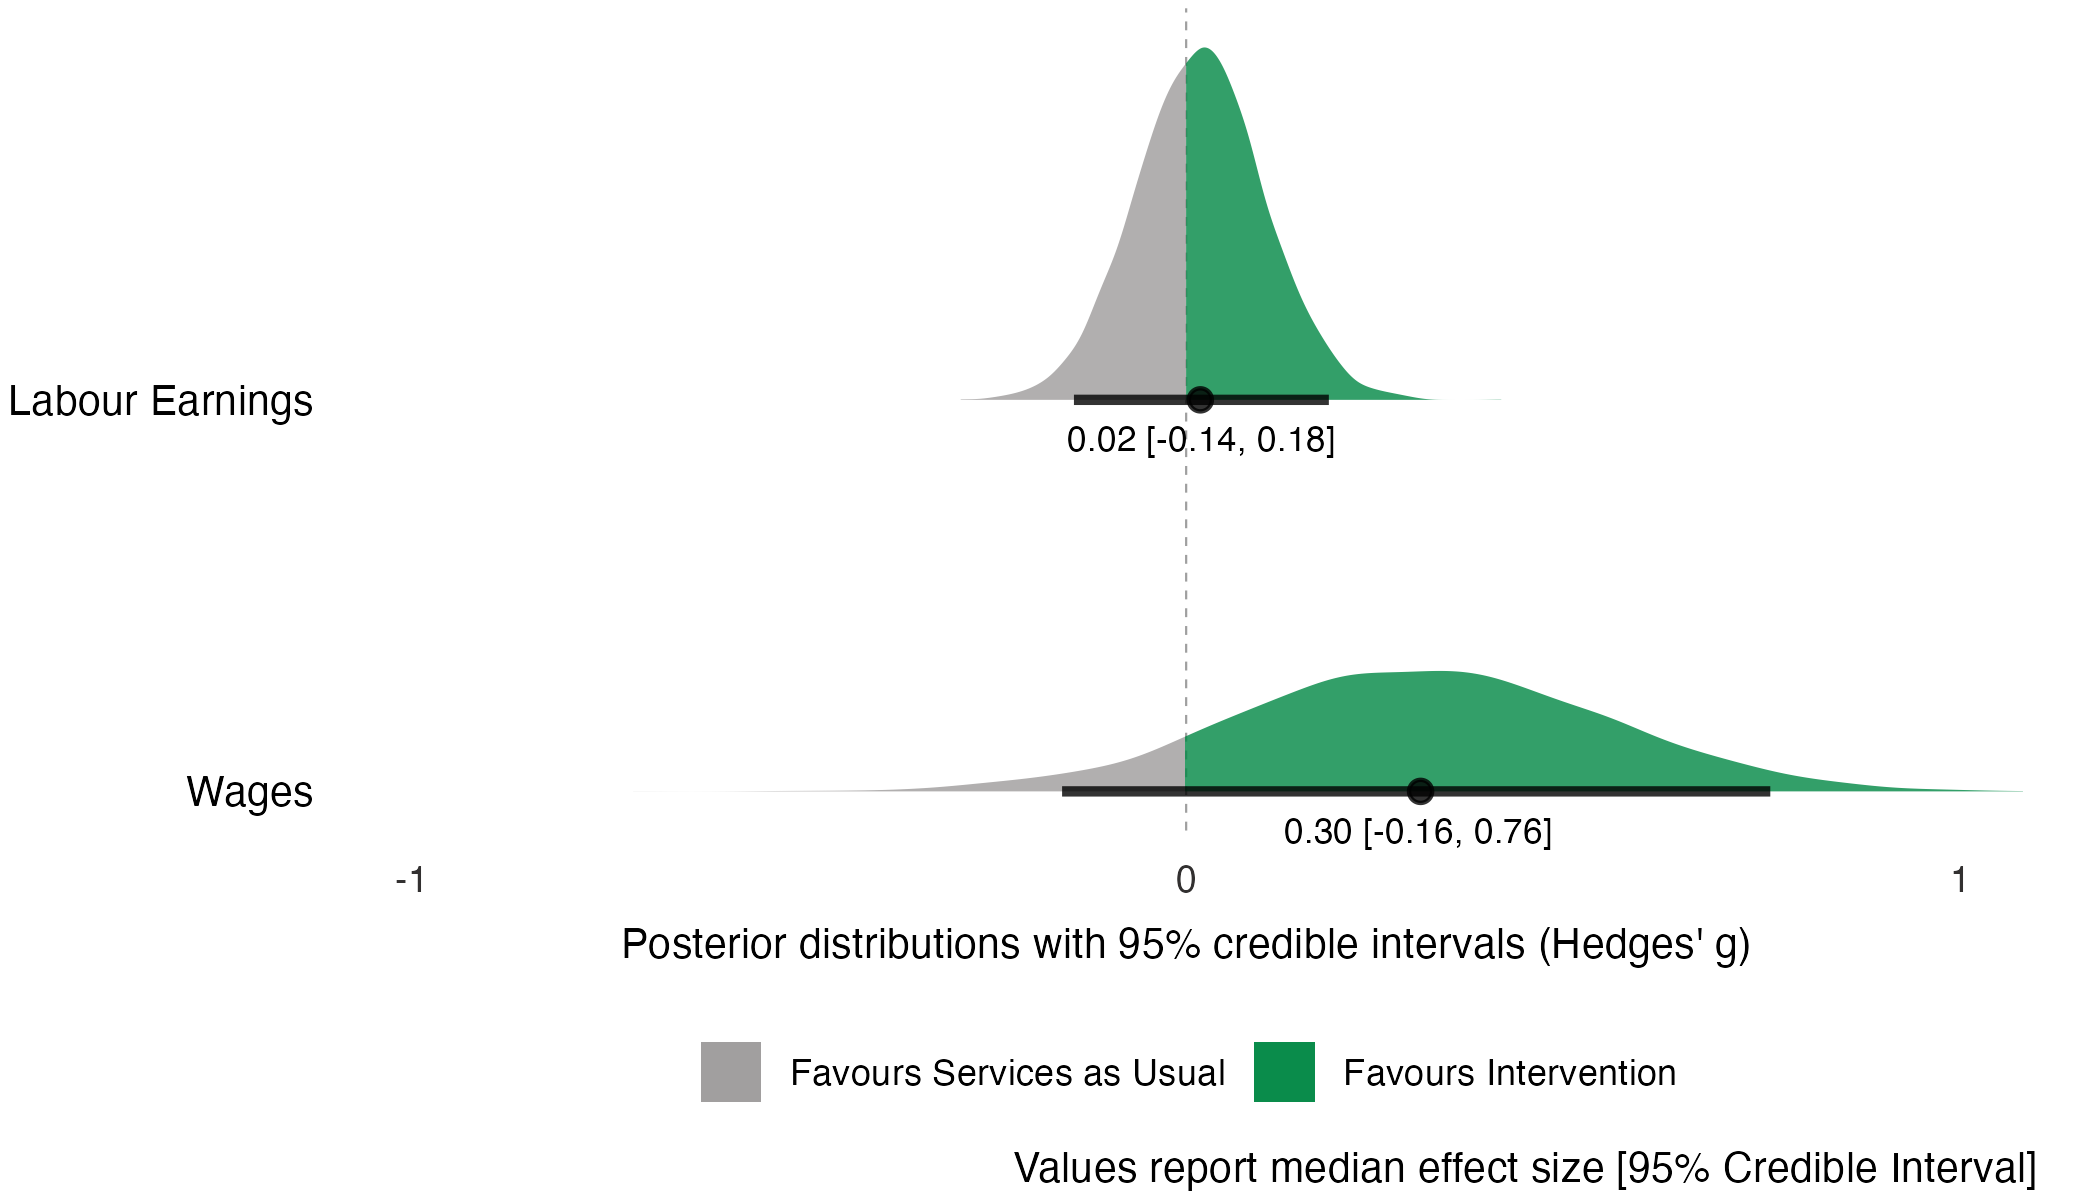 Labour Earnings
0.02 [-0.14, 0.18]
Wages
0.30 [-0.16, 0.76]
-1 0 1
Posterior distributions with 95% credible intervals (Hedges' g)
Favours Services as Usual Favours Intervention
Values report median effect size [95% Credible Interval]